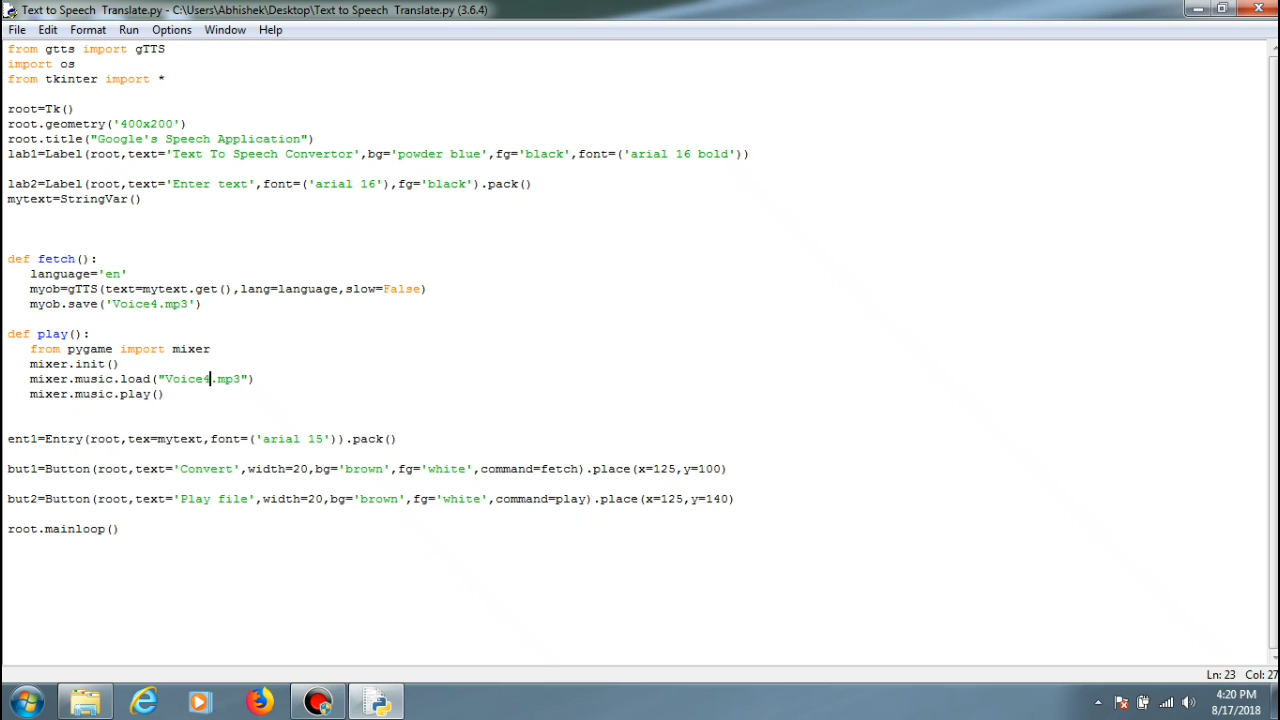 Text to Speech  Translate.py - C:\Users\Abhishek\Desktop\Text to Speech  Translate.py (3.6.4)
File Edit Format Run Options Window Help
from gtts import gTTS
import os
from tkinter import *
root=Tk()
root.geometry('400x200')
root.title("Google's Speech Application")
lab1=Label(root,text='Text To Speech Convertor',bg='powder blue',fg='black',font=('arial 16 bold'))
lab2=Label(root,text='Enter text',font=('arial 16'),fg='black').pack()
mytext=StringVar()
def fetch():
   language='en'
   myob=gTTS(text=mytext.get(),lang=language,slow=False)
   myob.save('Voice4.mp3')
def play():
   from pygame import mixer
   mixer.init()
   mixer.music.load("Voice4.mp3")
   mixer.music.play()
ent1=Entry(root,tex=mytext,font=('arial 15')).pack()
but1=Button(root,text='Convert',width=20,bg='brown',fg='white',command=fetch).place(x=125,y=100)
but2=Button(root,text='Play file',width=20,bg='brown',fg='white',command=play).place(x=125,y=140)
root.mainloop()
Ln: 23 Col: 27
4:20 PM
8/17/2018